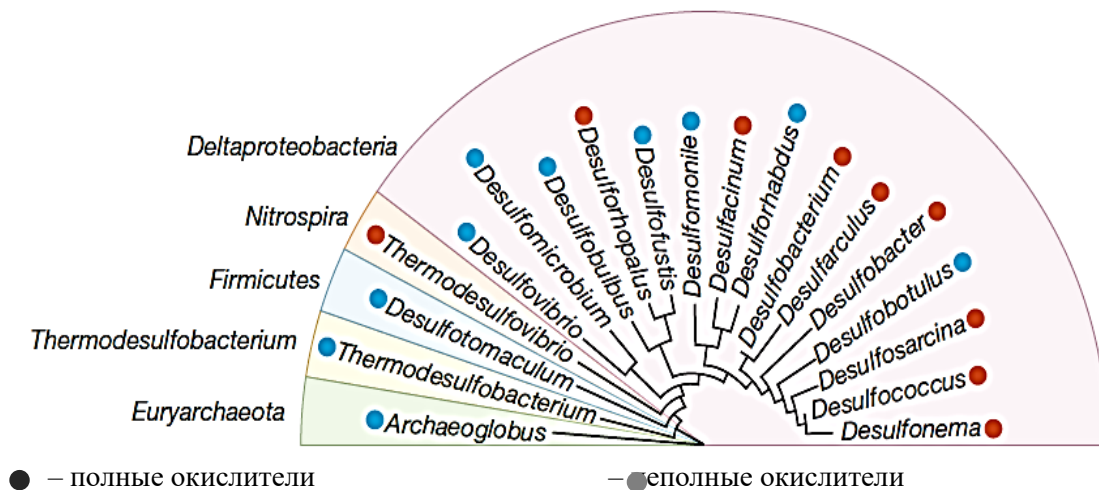 Deltaproteobacteria
Nitrospira
Firmicutes
Thermodesulfobacterium
Euryarchaeota
Archaeoglobus
Thermodesulfobacterium
Desulfotomaculum
Thermodesulfovibrio
Desulfovibrio
Desulfomicrobium
Desulfobulbus
Desulforhopalus
Desulfofustis
Desulfomonile
Desulfacinum
Desulforhabdus
Desulfobacterium
Desulfarculus
Desulfobacter
Desulfobotulus
Desulfosarcina
Desulfococcus
Desulfonema
– полные окислители
– неполные окислители